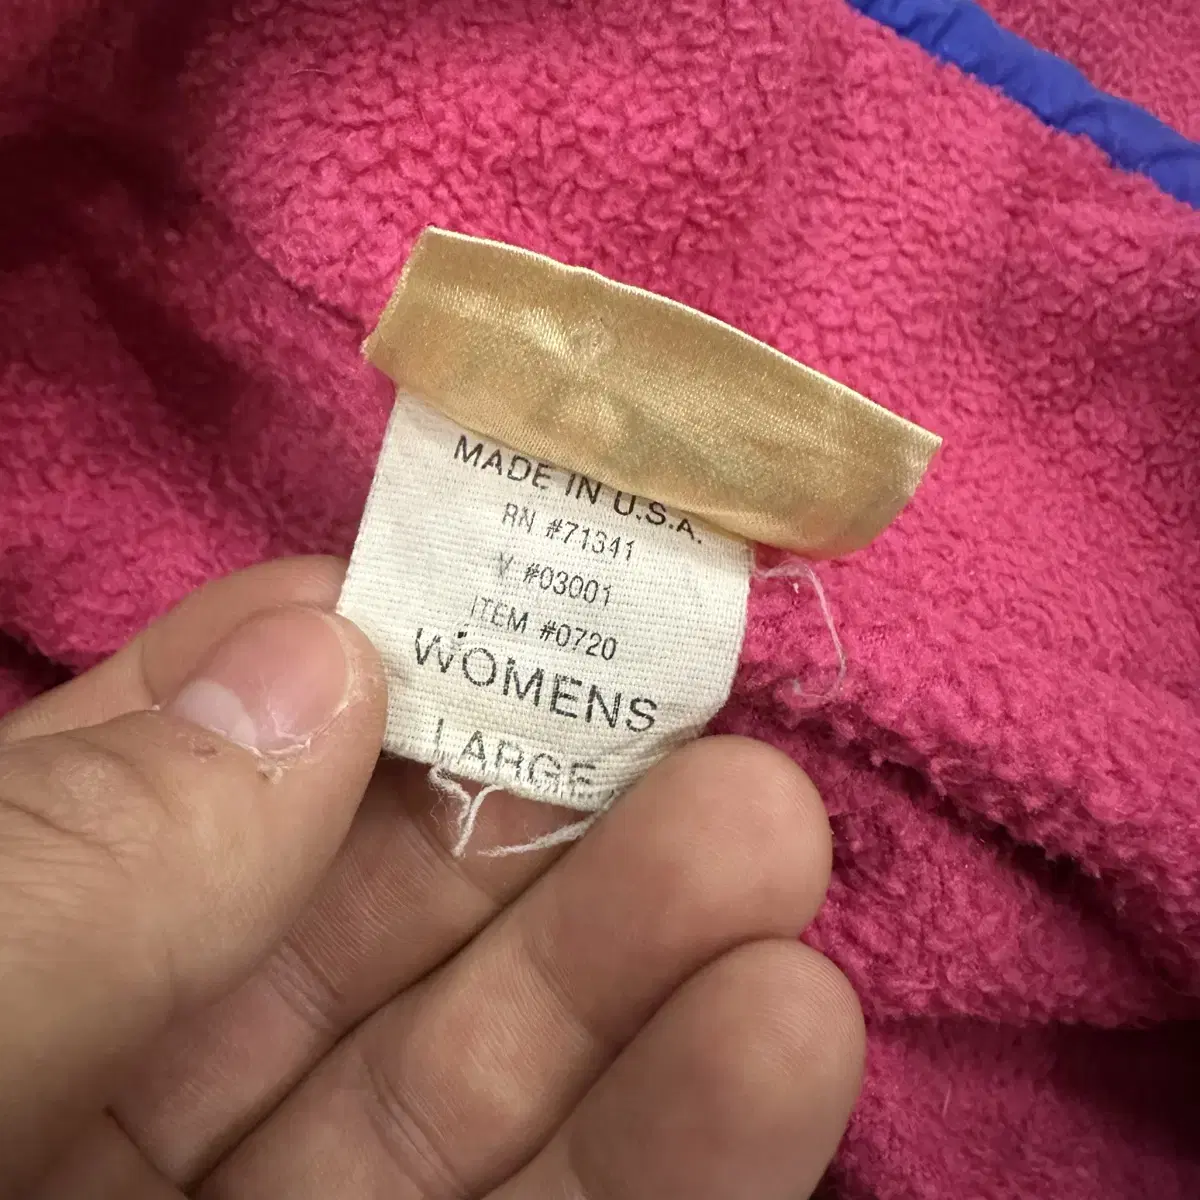 MADE IN U.S.A.
RN #71341
V #03001
ITEM #0720
WOMENS
LARGE